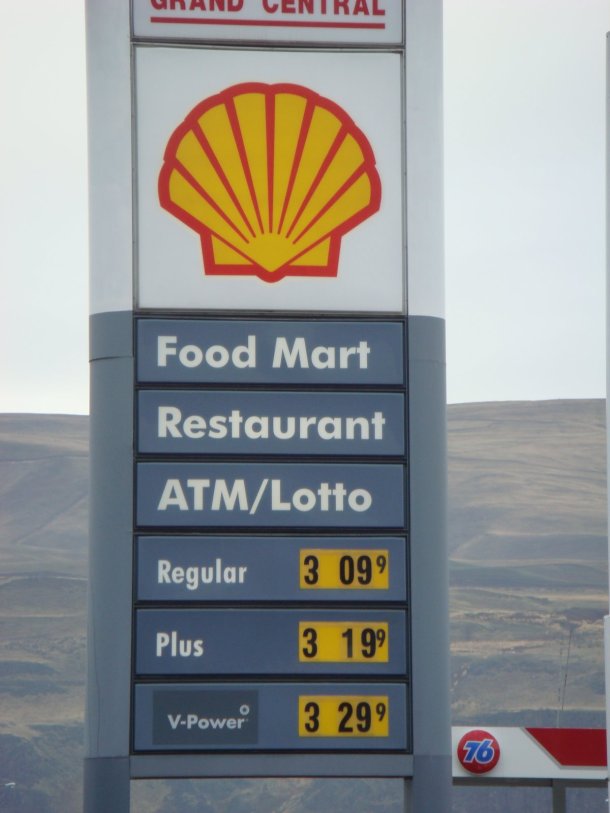 GRAND CENTRAL
Food Mart
Restaurant
ATM/Lotto
Regular 3 09 9
Plus 3 19 9
V-Power 3 29 9
76